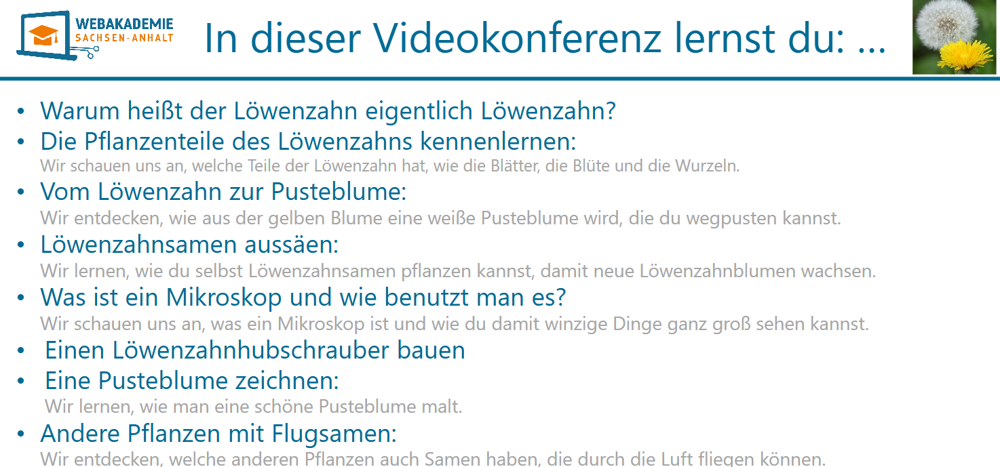 WEBAKADEMIE
SACHSEN-ANHALT
In dieser Videokonferenz lernst du: ...
• Warum heißt der Löwenzahn eigentlich Löwenzahn?
• Die Pflanzenteile des Löwenzahns kennenlernen:
Wir schauen uns an, welche Teile der Löwenzahn hat, wie die Blätter, die Blüte und die Wurzeln.
• Vom Löwenzahn zur Pusteblume:
Wir entdecken, wie aus der gelben Blume eine weiße Pusteblume wird, die du wegpusten kannst.
• Löwenzahnsamen aussäen:
Wir lernen, wie du selbst Löwenzahnsamen pflanzen kannst, damit neue Löwenzahnblumen wachsen.
• Was ist ein Mikroskop und wie benutzt man es?
Wir schauen uns an, was ein Mikroskop ist und wie du damit winzige Dinge ganz groß sehen kannst.
• Einen Löwenzahnhubschrauber bauen
• Eine Pusteblume zeichnen:
Wir lernen, wie man eine schöne Pusteblume malt.
• Andere Pflanzen mit Flugsamen:
Wir entdecken, welche anderen Pflanzen auch Samen haben, die durch die Luft fliegen können.